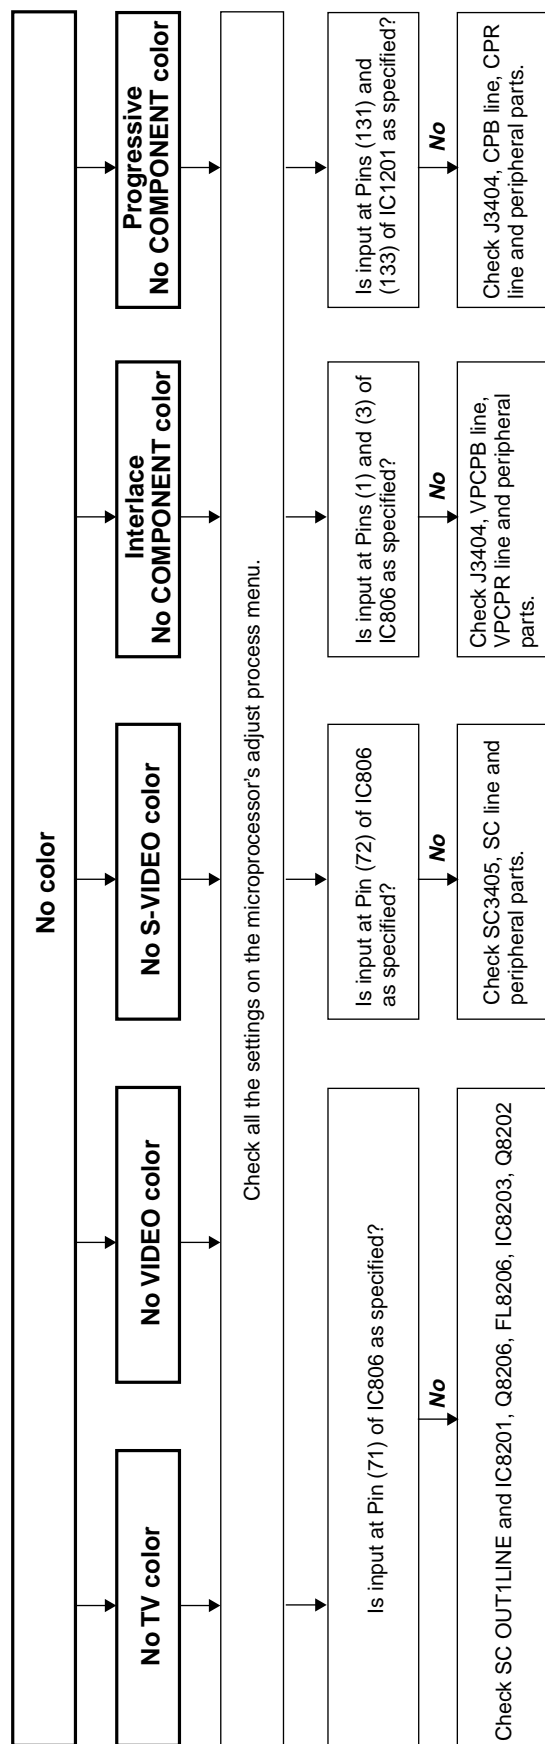 No color
No TV color
No VIDEO color
No S-VIDEO color
Interlace
No COMPONENT color
Progressive
No COMPONENT color
Check all the settings on the microprocessor's adjust process menu.
Is input at Pin (71) of IC806 as specified?
Is input at Pin (72) of IC806
as specified?
Is input at Pins (1) and (3) of
IC806 as specified?
Is input at Pins (131) and
(133) of IC1201 as specified?
No
No
No
No
Check SC OUT1LINE and IC8201, Q8206, FL8206, IC8203, Q8202
Check SC3405, SC line and
peripheral parts.
Check J3404, VPCPB line,
VPCPR line and peripheral
parts.
Check J3404, CPB line, CPR
line and peripheral parts.